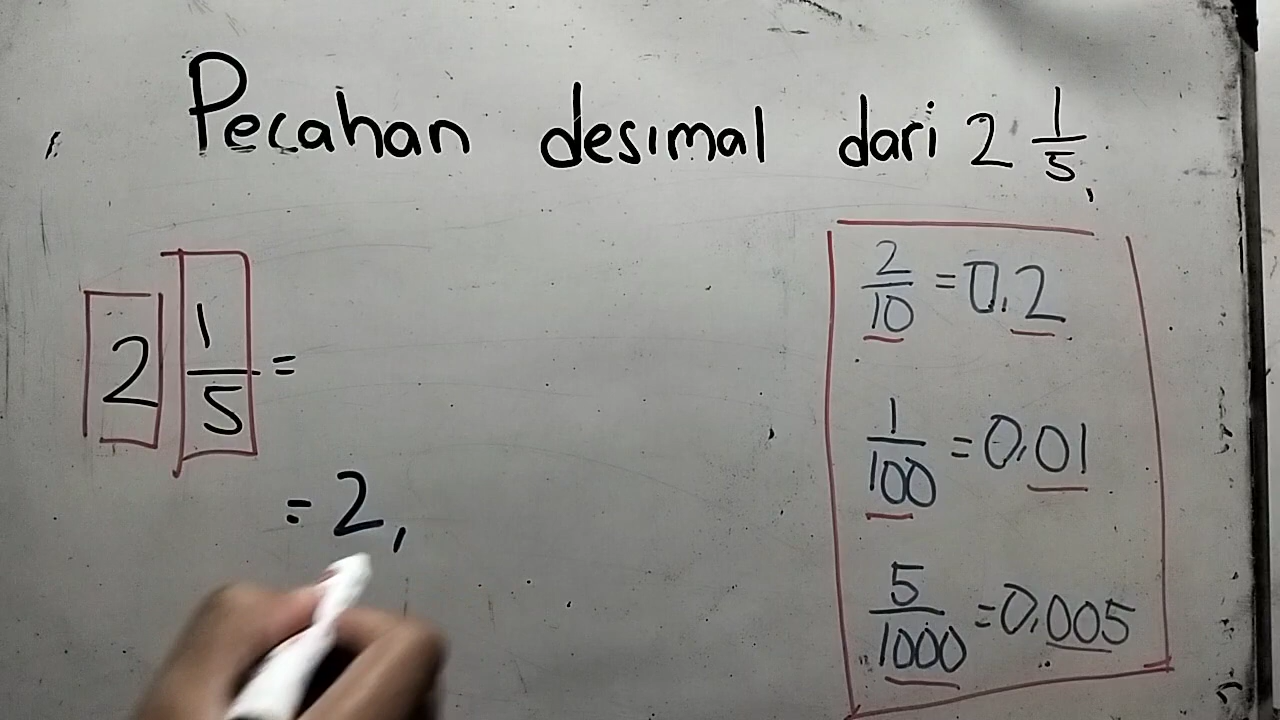 Pecahan desimal dari 2 1/5
2 1/5 =
= 2,
2/10 = 0,2
1/100 = 0,01
5/1000 = 0,005